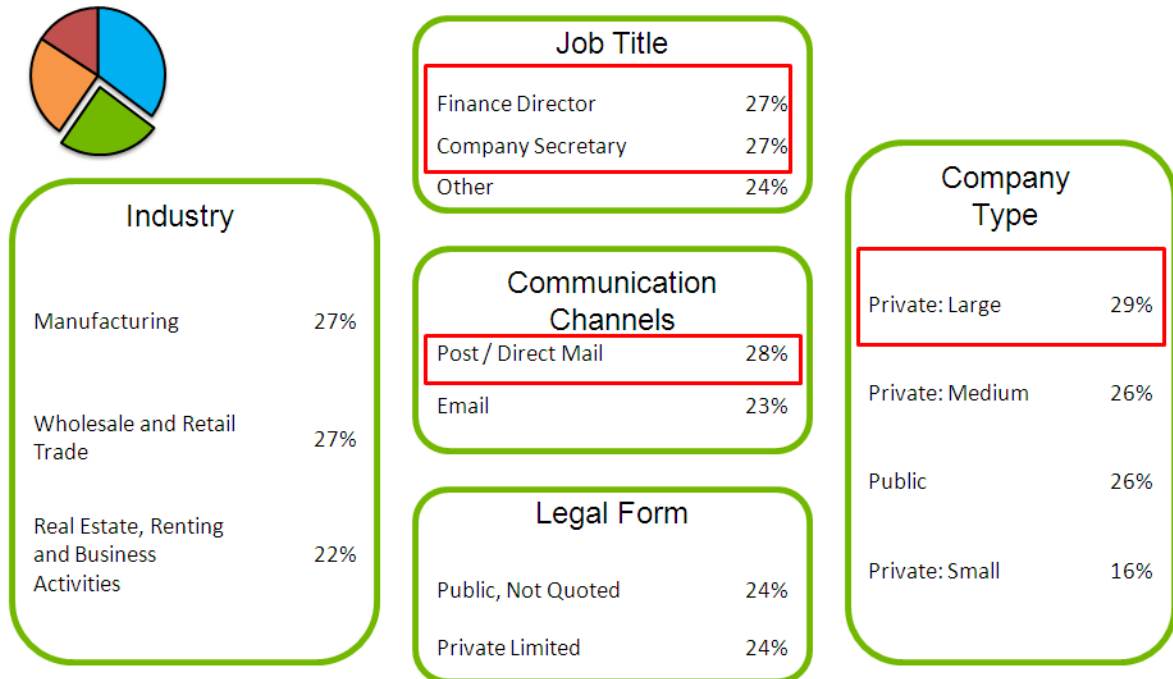 Job Title
Finance Director 27%
Company Secretary 27%
Other 24%
Industry
Manufacturing 27%
Wholesale and Retail
Trade 27%
Real Estate, Renting
and Business 22%
Activities
Communication
Channels
Post / Direct Mail 28%
Email 23%
Legal Form
Public, Not Quoted 24%
Private Limited 24%
Company
Type
Private: Large 29%
Private: Medium 26%
Public 26%
Private: Small 16%